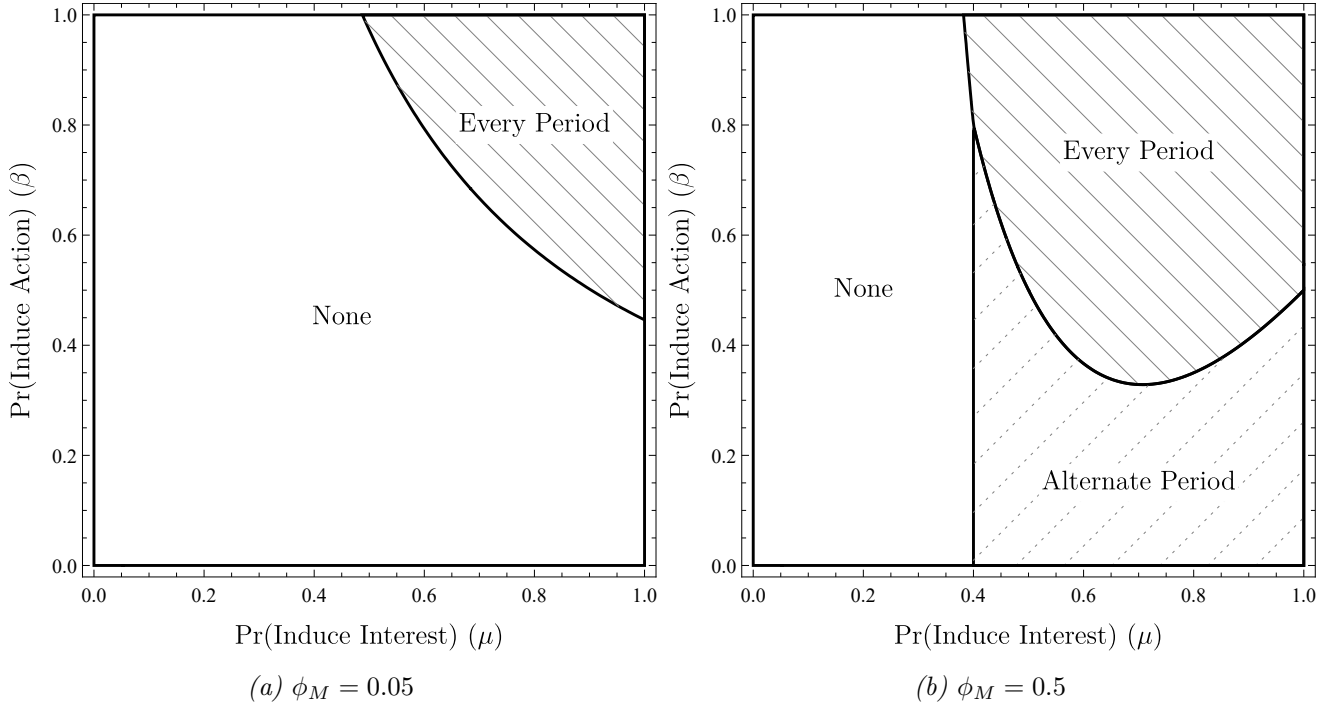 1.0
0.8
0.6
0.4
0.2
0.0
Pr(Induce Action) (β)
Every Period
None
0.0 0.2 0.4 0.6 0.8 1.0
Pr(Induce Interest) (μ)
(a) ϕ_M = 0.05
1.0
0.8
0.6
0.4
0.2
0.0
Pr(Induce Action) (β)
Every Period
None
Alternate Period
0.0 0.2 0.4 0.6 0.8 1.0
Pr(Induce Interest) (μ)
(b) ϕ_M = 0.5